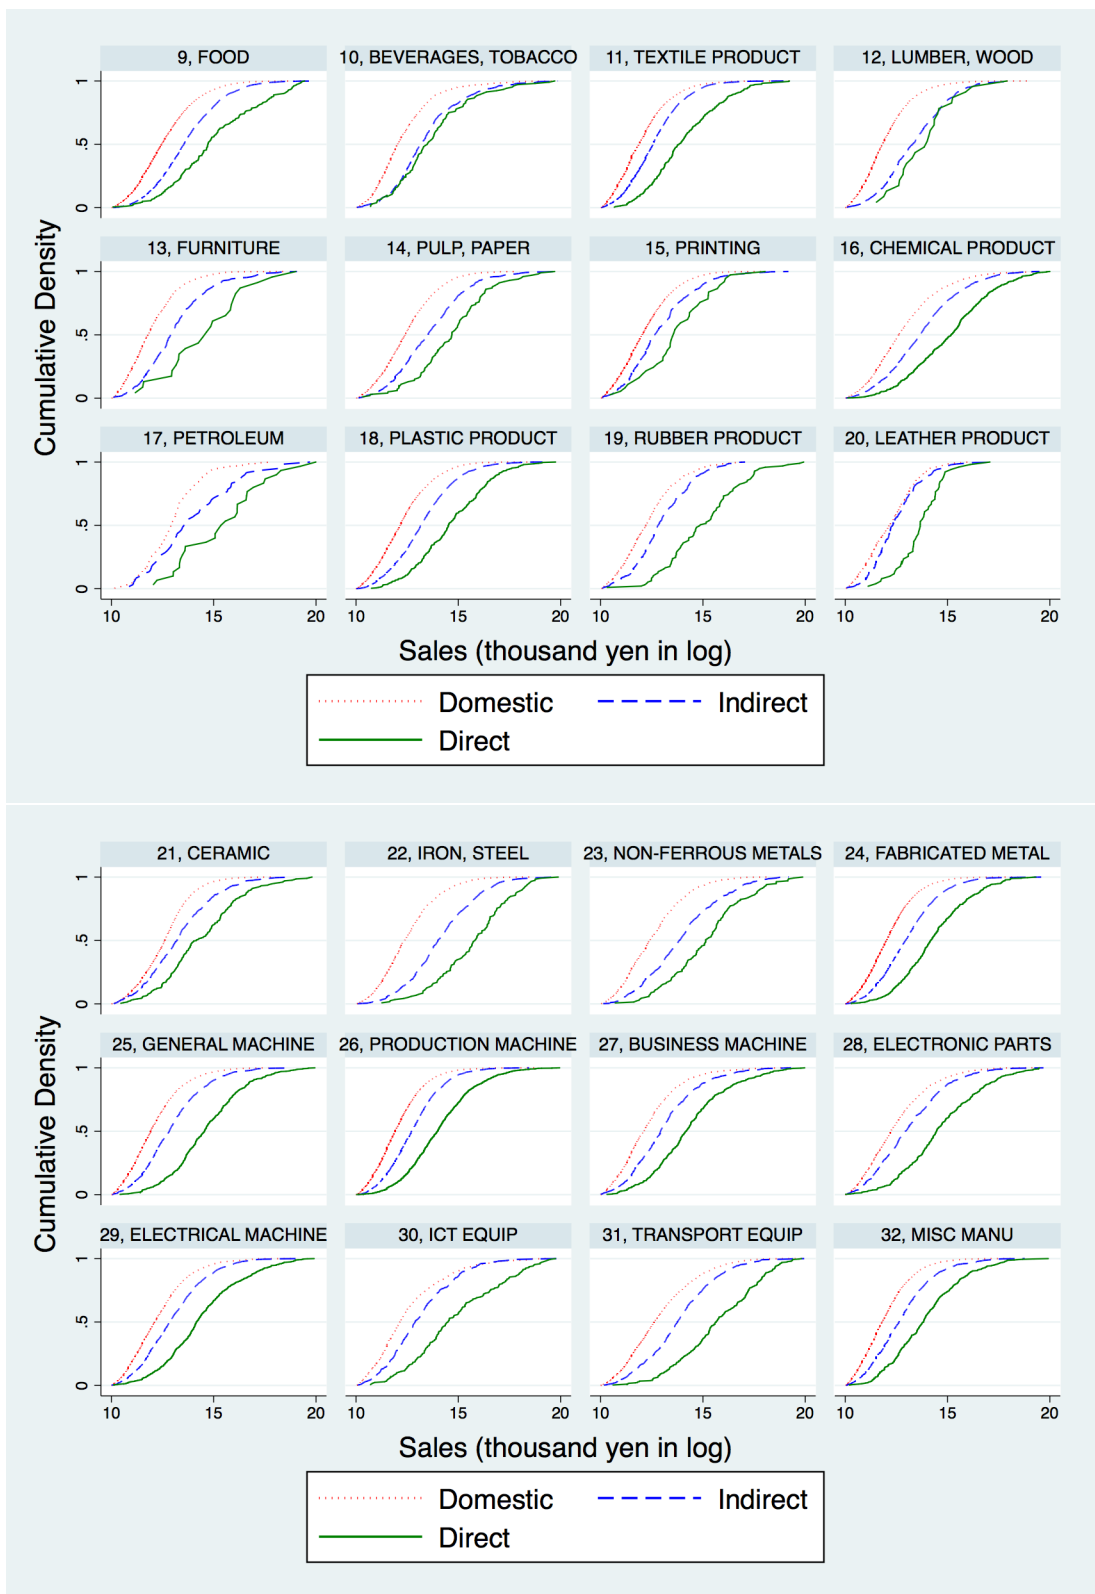 9, FOOD 10, BEVERAGES, TOBACCO 11, TEXTILE PRODUCT 12, LUMBER, WOOD
1
.5
0
13, FURNITURE 14, PULP, PAPER 15, PRINTING 16, CHEMICAL PRODUCT
1
.5
0
Cumulative Density
17, PETROLEUM 18, PLASTIC PRODUCT 19, RUBBER PRODUCT 20, LEATHER PRODUCT
1
.5
0
10 15 20 10 15 20 10 15 20 10 15 20
Sales (thousand yen in log)
Domestic Indirect
Direct
21, CERAMIC 22, IRON, STEEL 23, NON-FERROUS METALS 24, FABRICATED METAL
1
.5
0
25, GENERAL MACHINE 26, PRODUCTION MACHINE 27, BUSINESS MACHINE 28, ELECTRONIC PARTS
1
.5
0
Cumulative Density
29, ELECTRICAL MACHINE 30, ICT EQUIP 31, TRANSPORT EQUIP 32, MISC MANU
1
.5
0
10 15 20 10 15 20 10 15 20 10 15 20
Sales (thousand yen in log)
Domestic Indirect
Direct